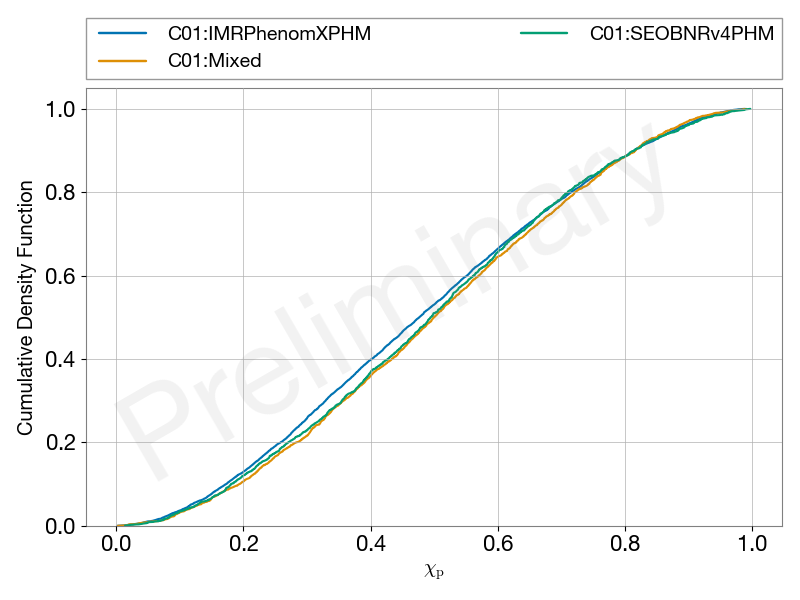 C01:IMRPhenomXPHM
C01:Mixed
C01:SEOBNRv4PHM
1.0
0.8
0.6
0.4
0.2
0.0
Cumulative Density Function
Preliminary
0.0 0.2 0.4 0.6 0.8 1.0
χp